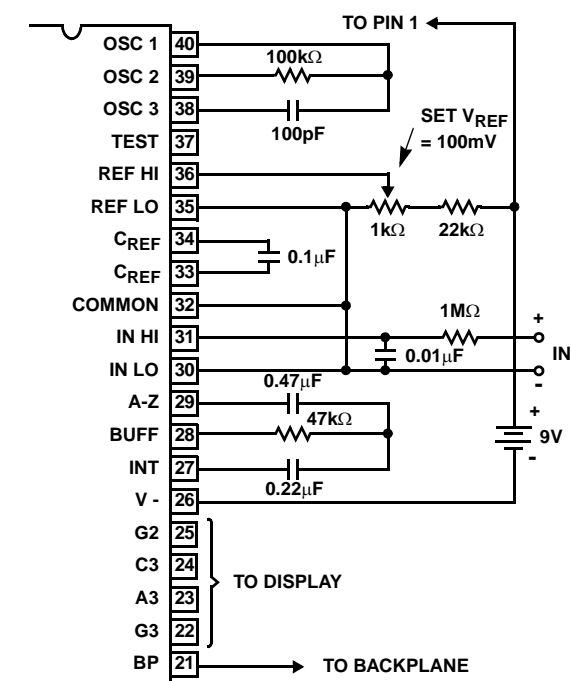 TO PIN 1
OSC 1 40
100kΩ
OSC 2 39
OSC 3 38
100pF
SET VREF
= 100mV
TEST 37
REF HI 36
REF LO 35
1kΩ 22kΩ
CREF 34
0.1μF
CREF 33
COMMON 32
1MΩ
+
IN HI 31
0.01μF
IN
IN LO 30
-
0.47μF
A-Z 29
47kΩ
+
BUFF 28
9V
-
INT 27
0.22μF
V - 26
G2 25
C3 24
TO DISPLAY
A3 23
G3 22
BP 21
TO BACKPLANE